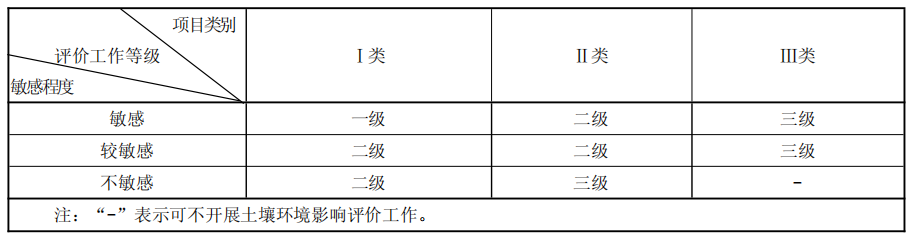 项目类别
评价工作等级
敏感程度
Ⅰ类 Ⅱ类 Ⅲ类
敏感 一级 二级 三级
较敏感 二级 二级 三级
不敏感 二级 三级 -
注：“-”表示可不开展土壤环境影响评价工作。